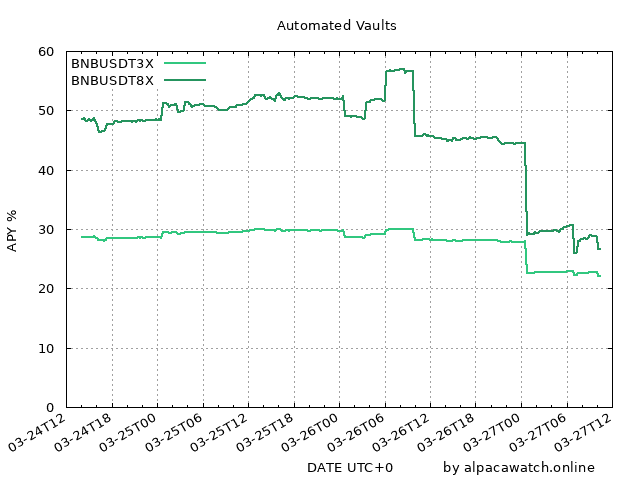 Automated Vaults
BNBUSDT3X
BNBUSDT8X
APY %
60
50
40
30
20
10
0
03-24T12
03-24T18
03-25T00
03-25T06
03-25T12
03-25T18
03-26T00
03-26T06
03-26T12
03-26T18
03-27T00
03-27T06
03-27T12
DATE UTC+0
by alpacawatch.online